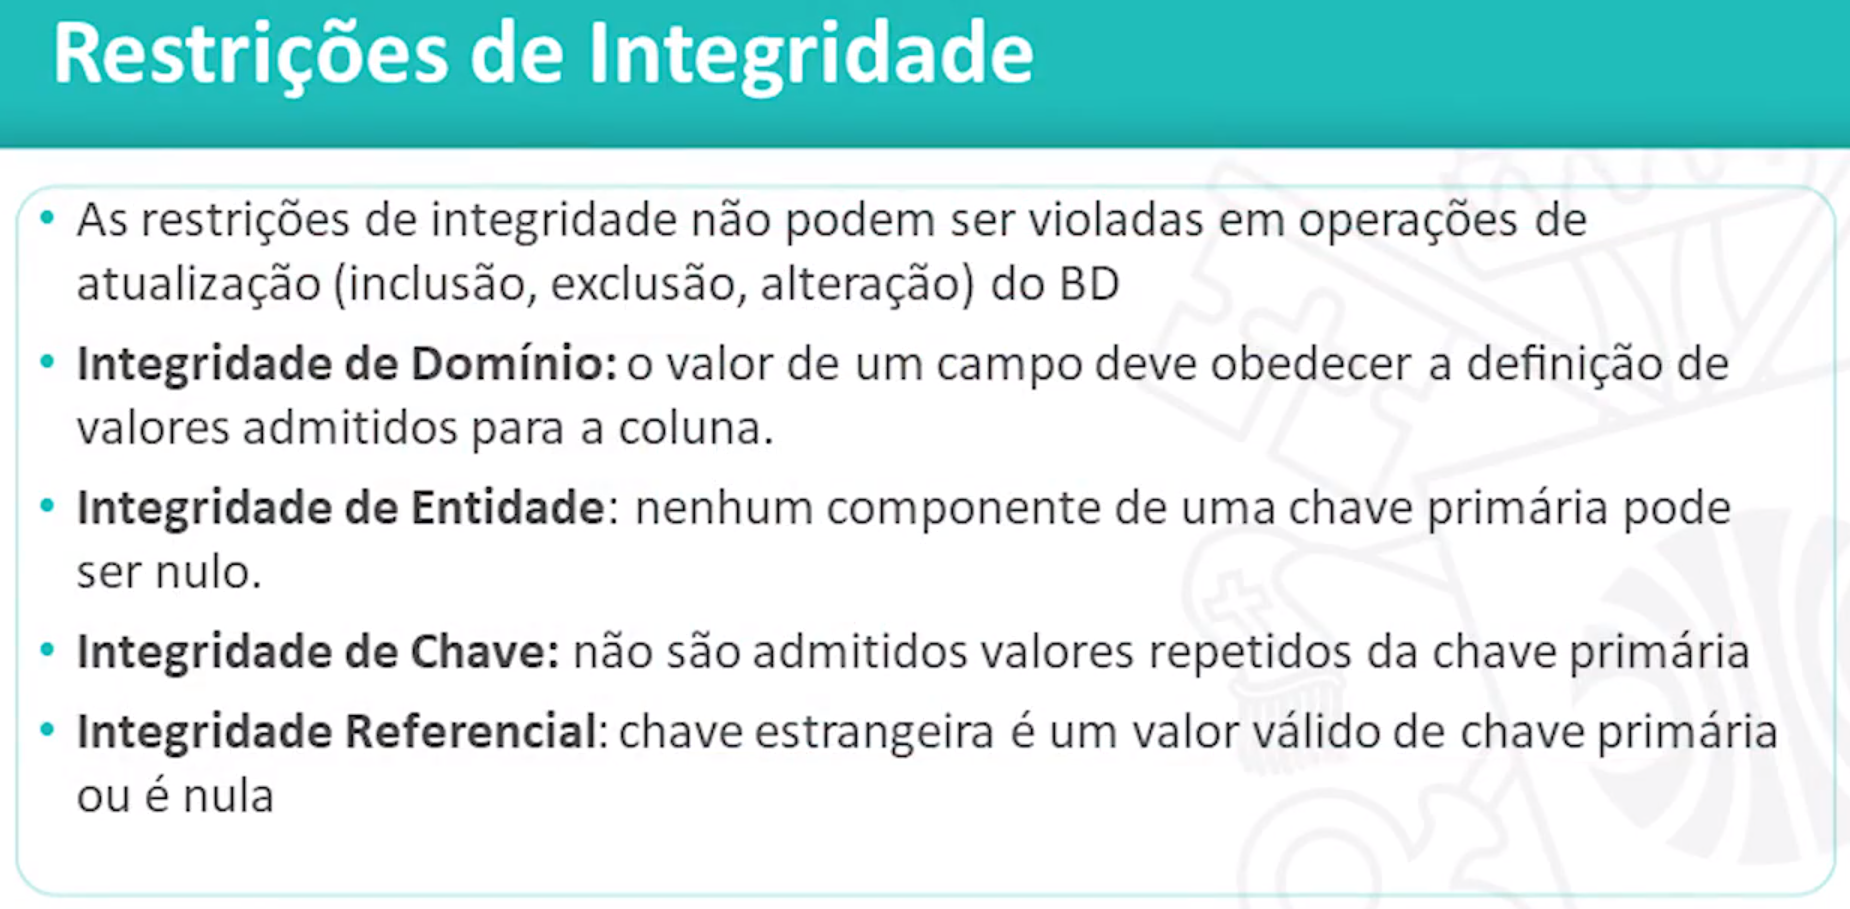 Restrições de Integridade
• As restrições de integridade não podem ser violadas em operações de
atualização (inclusão, exclusão, alteração) do BD
• Integridade de Domínio: o valor de um campo deve obedecer a definição de
valores admitidos para a coluna.
• Integridade de Entidade: nenhum componente de uma chave primária pode
ser nulo.
• Integridade de Chave: não são admitidos valores repetidos da chave primária
• Integridade Referencial: chave estrangeira é um valor válido de chave primária
ou é nula